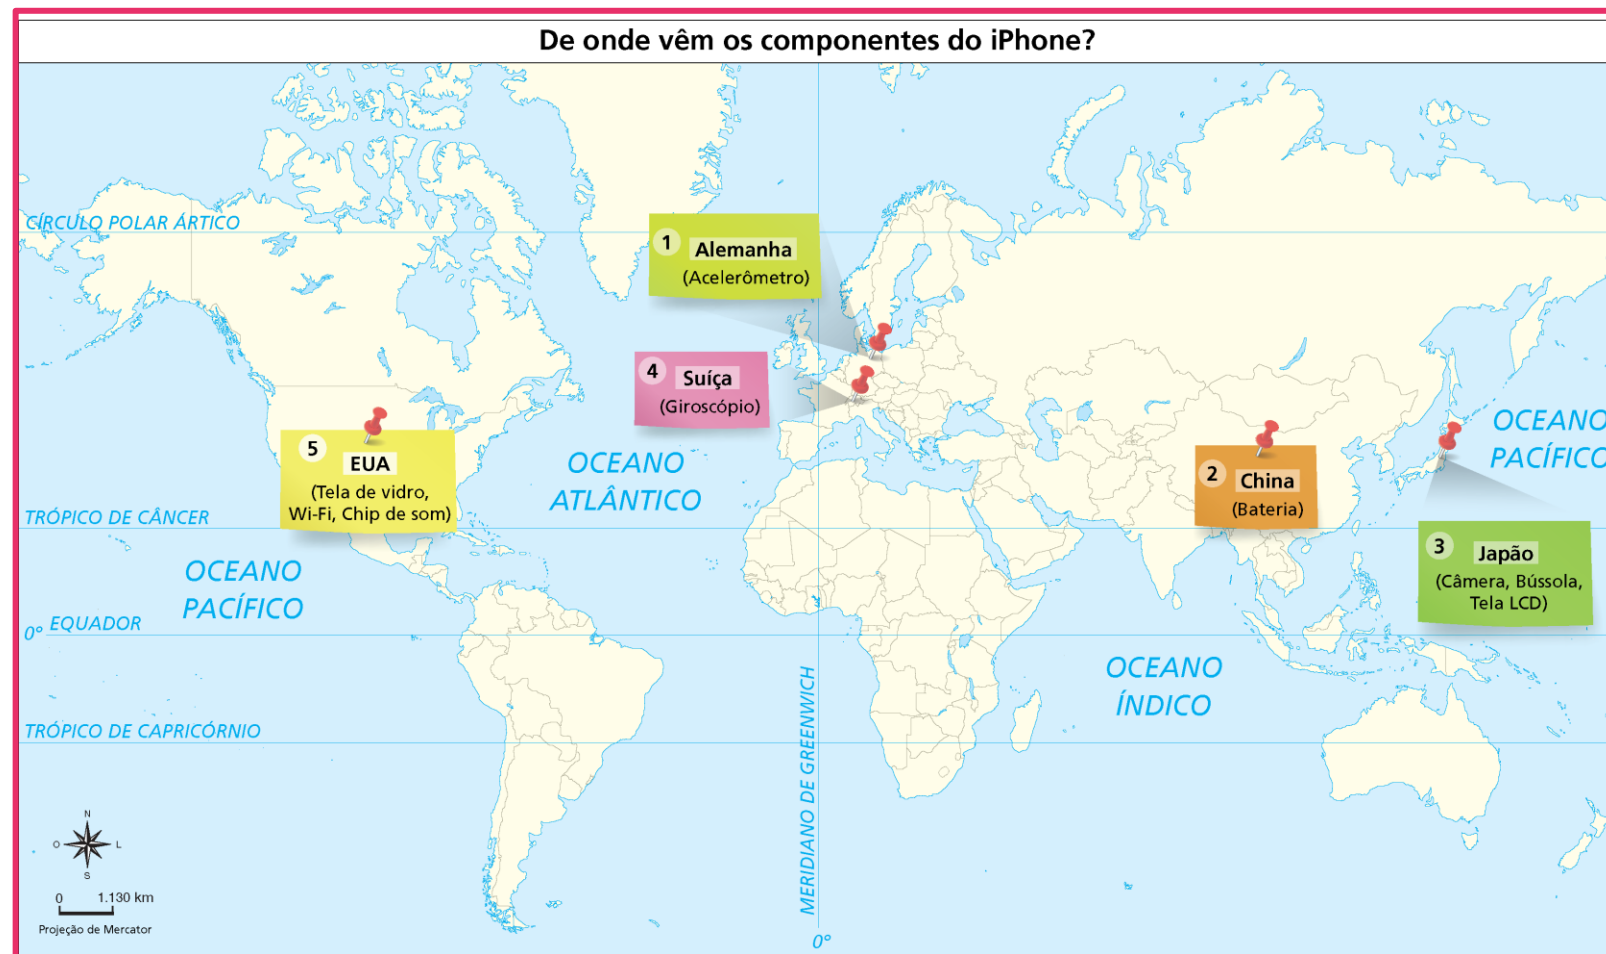 De onde vêm os componentes do iPhone?
CÍRCULO POLAR ÁRTICO
1
Alemanha
(Acelerômetro)
4
Suíça
(Giroscópio)
5
EUA
(Tela de vidro,
Wi-Fi, Chip de som)
OCEANO
ATLÂNTICO
2
China
(Bateria)
OCEANO
PACÍFICO
3
Japão
(Câmera, Bússola,
Tela LCD)
TRÓPICO DE CÂNCER
OCEANO
PACÍFICO
0° EQUADOR
OCEANO
ÍNDICO
TRÓPICO DE CAPRICÓRNIO
MERIDIANO DE GREENWICH
0°
N
O
L
S
0 1.130 km
Projeção de Mercator